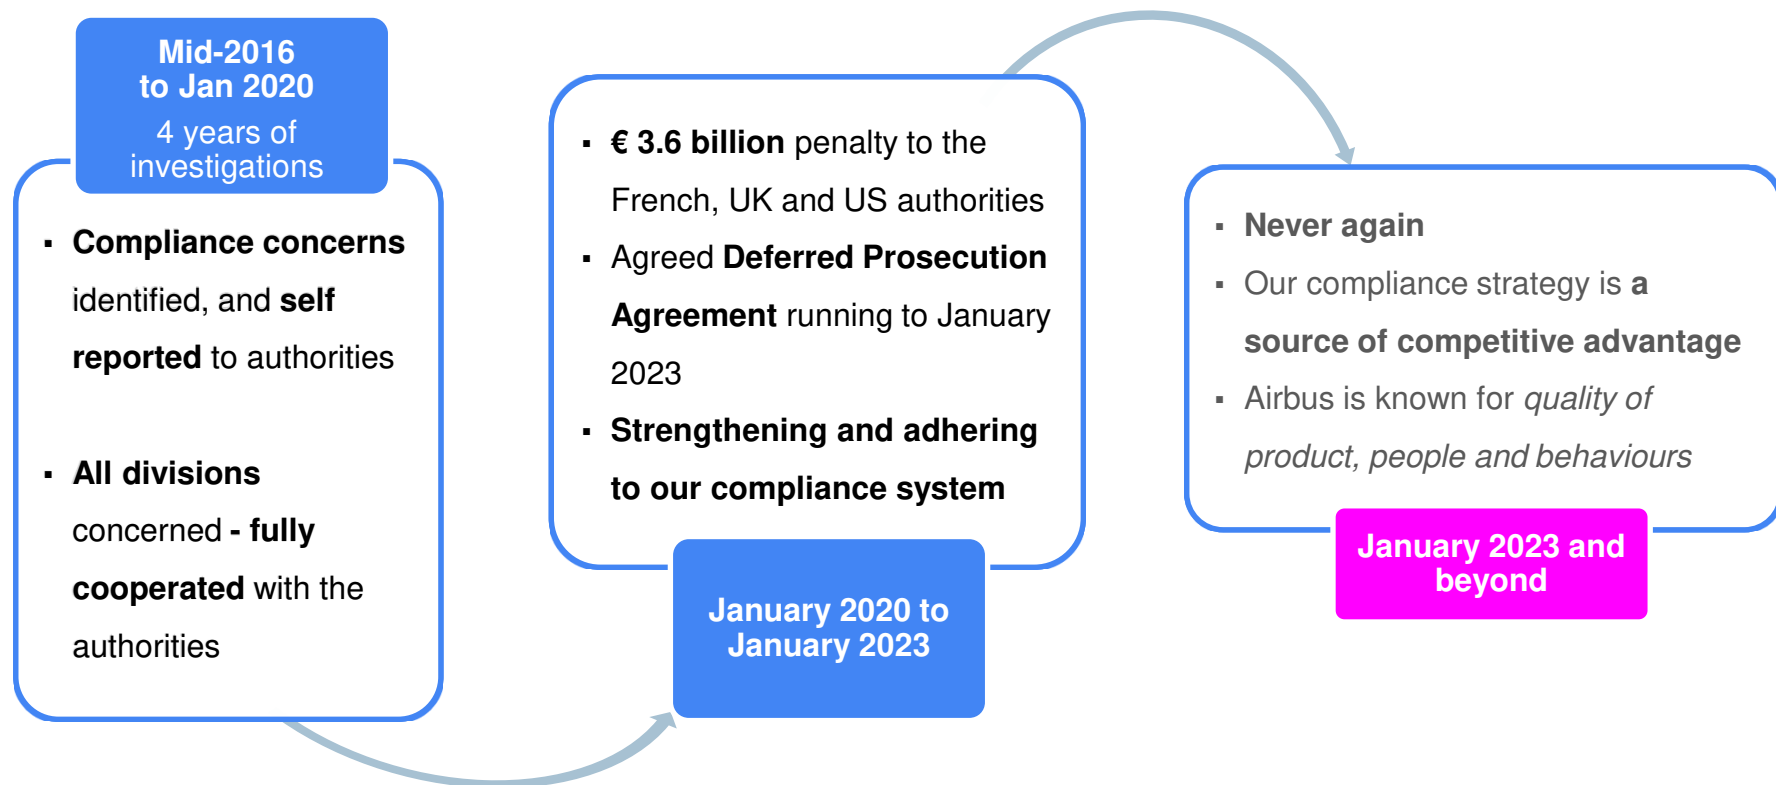 Mid-2016
to Jan 2020
4 years of
investigations
▪ Compliance concerns
identified, and self
reported to authorities
▪ All divisions
concerned - fully
cooperated with the
authorities
▪ € 3.6 billion penalty to the
French, UK and US authorities
▪ Agreed Deferred Prosecution
Agreement running to January
2023
▪ Strengthening and adhering
to our compliance system
January 2020 to
January 2023
▪ Never again
▪ Our compliance strategy is a
source of competitive advantage
▪ Airbus is known for quality of
product, people and behaviours
January 2023 and
beyond